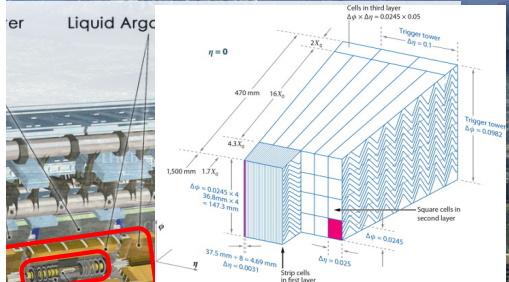 er
Liquid Argo
Cells in third layer
Δφ × Δη = 0.0245 × 0.05
Trigger tower
Δη = 0.1
η = 0
2X₀
470 mm
16X₀
4.3X₀
1,500 mm
1.7X₀
Trigger tower
Δφ = 0.0982
Δφ = 0.0245 × 4
36.8mm × 4
= 147.3 mm
Square cells in
second layer
φ
Δφ = 0.0245
η
37.5 mm ÷ 8 = 4.69 mm
Δη = 0.0031
Δη = 0.025
Strip cells
in first layer